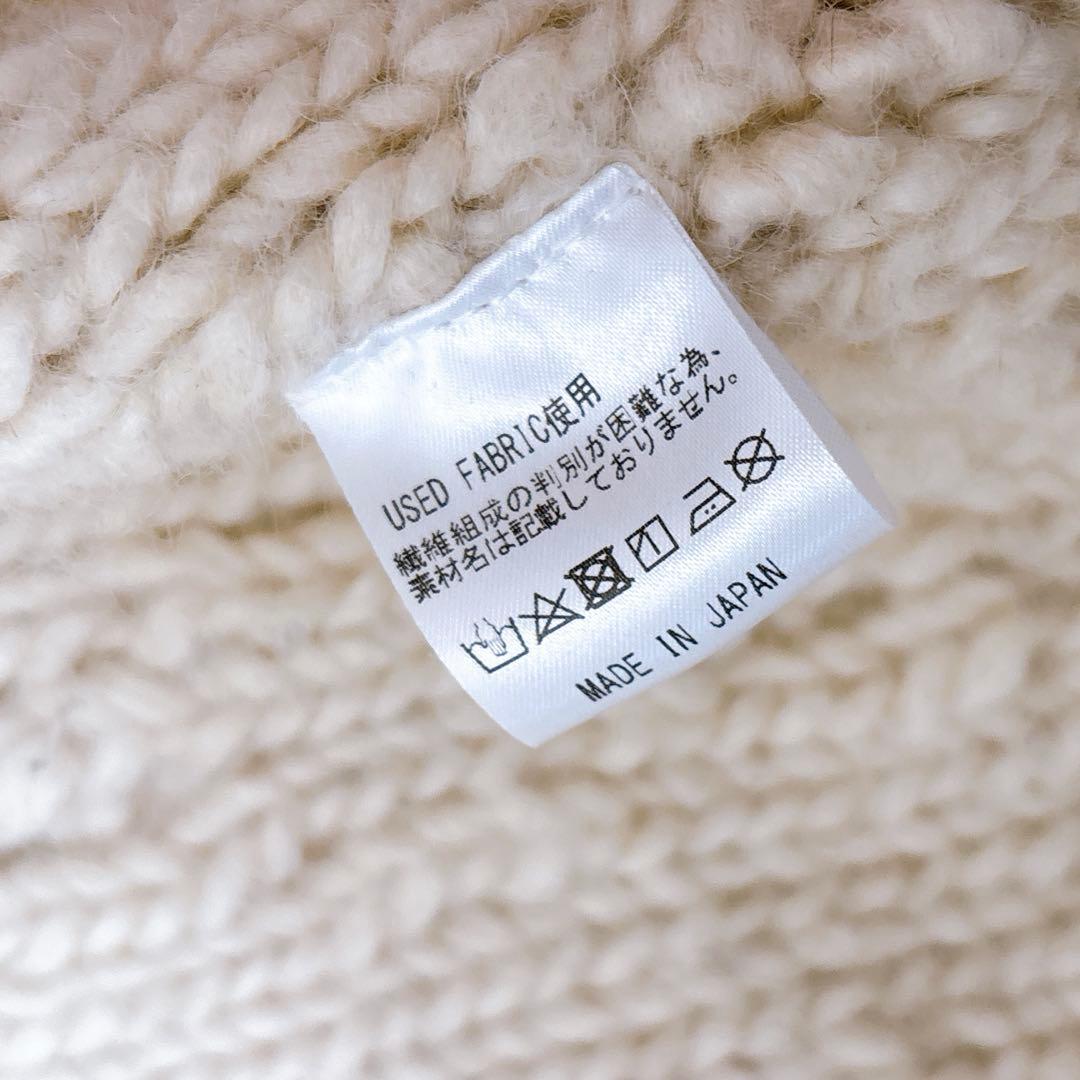 USED FABRIC使用
繊維組成の判別が困難な為、
素材名は記載しておりません。
MADE IN JAPAN